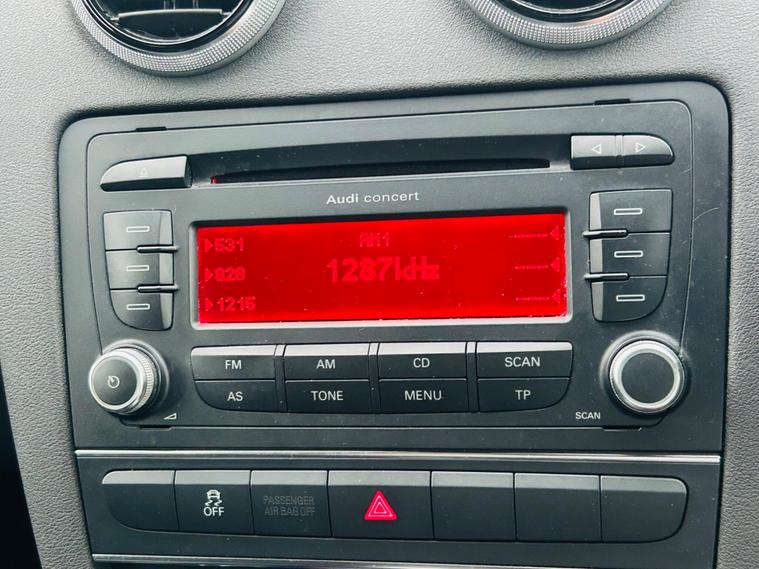 Audi concert
AM1
531
1287kHz
828
1215
FM AM CD SCAN
AS TONE MENU TP
SCAN
OFF
PASSENGER
AIR BAG OFF